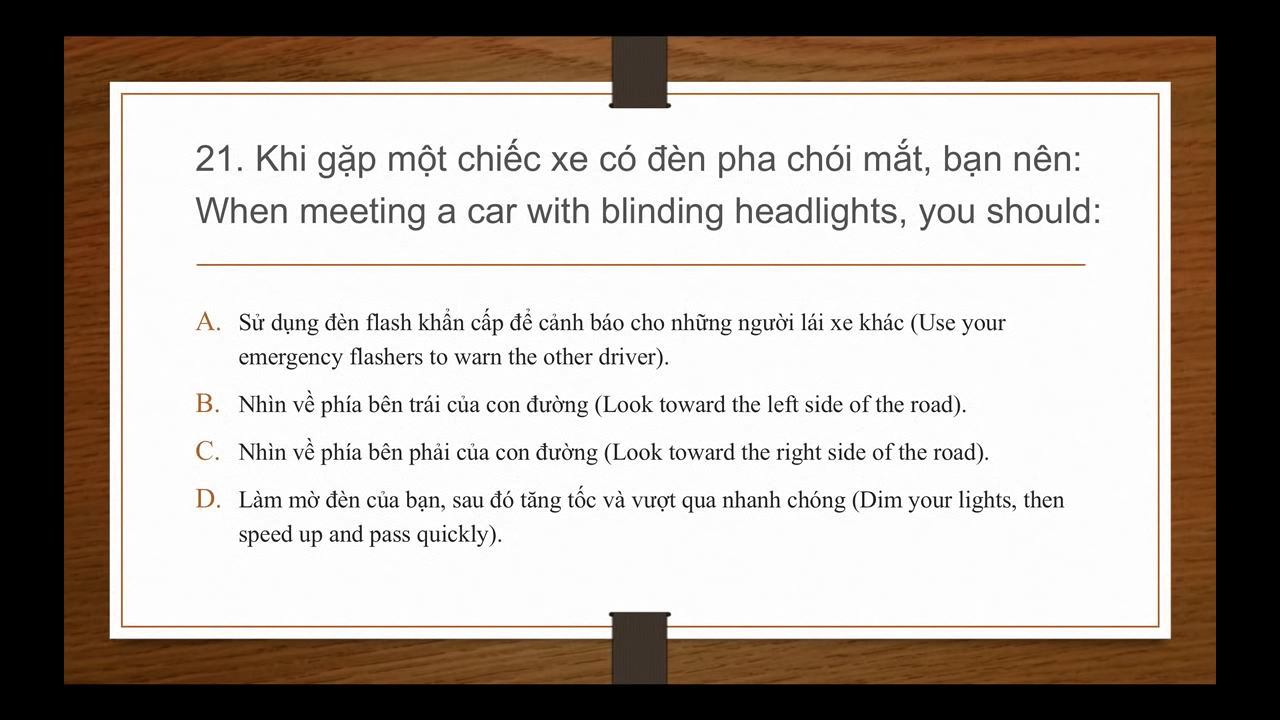 21. Khi gặp một chiếc xe có đèn pha chói mắt, bạn nên:
When meeting a car with blinding headlights, you should:
A. Sử dụng đèn flash khẩn cấp để cảnh báo cho những người lái xe khác (Use your
emergency flashers to warn the other driver).
B. Nhìn về phía bên trái của con đường (Look toward the left side of the road).
C. Nhìn về phía bên phải của con đường (Look toward the right side of the road).
D. Làm mờ đèn của bạn, sau đó tăng tốc và vượt qua nhanh chóng (Dim your lights, then
speed up and pass quickly).